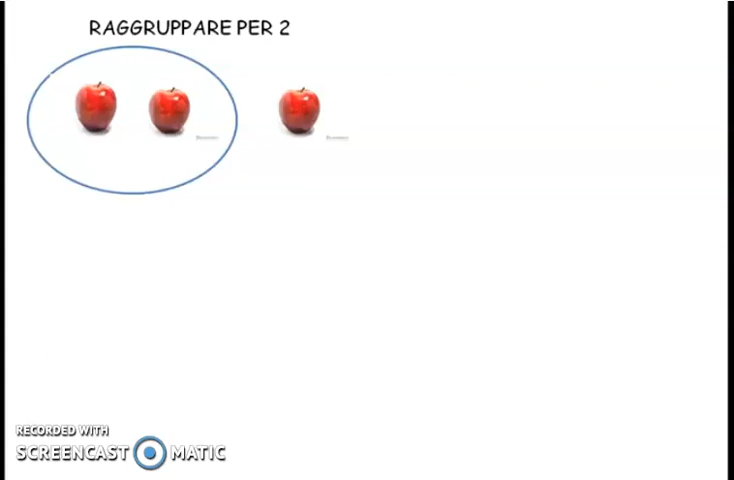 RAGGRUPPARE PER 2
RECORDED WITH
SCREENCAST MATIC